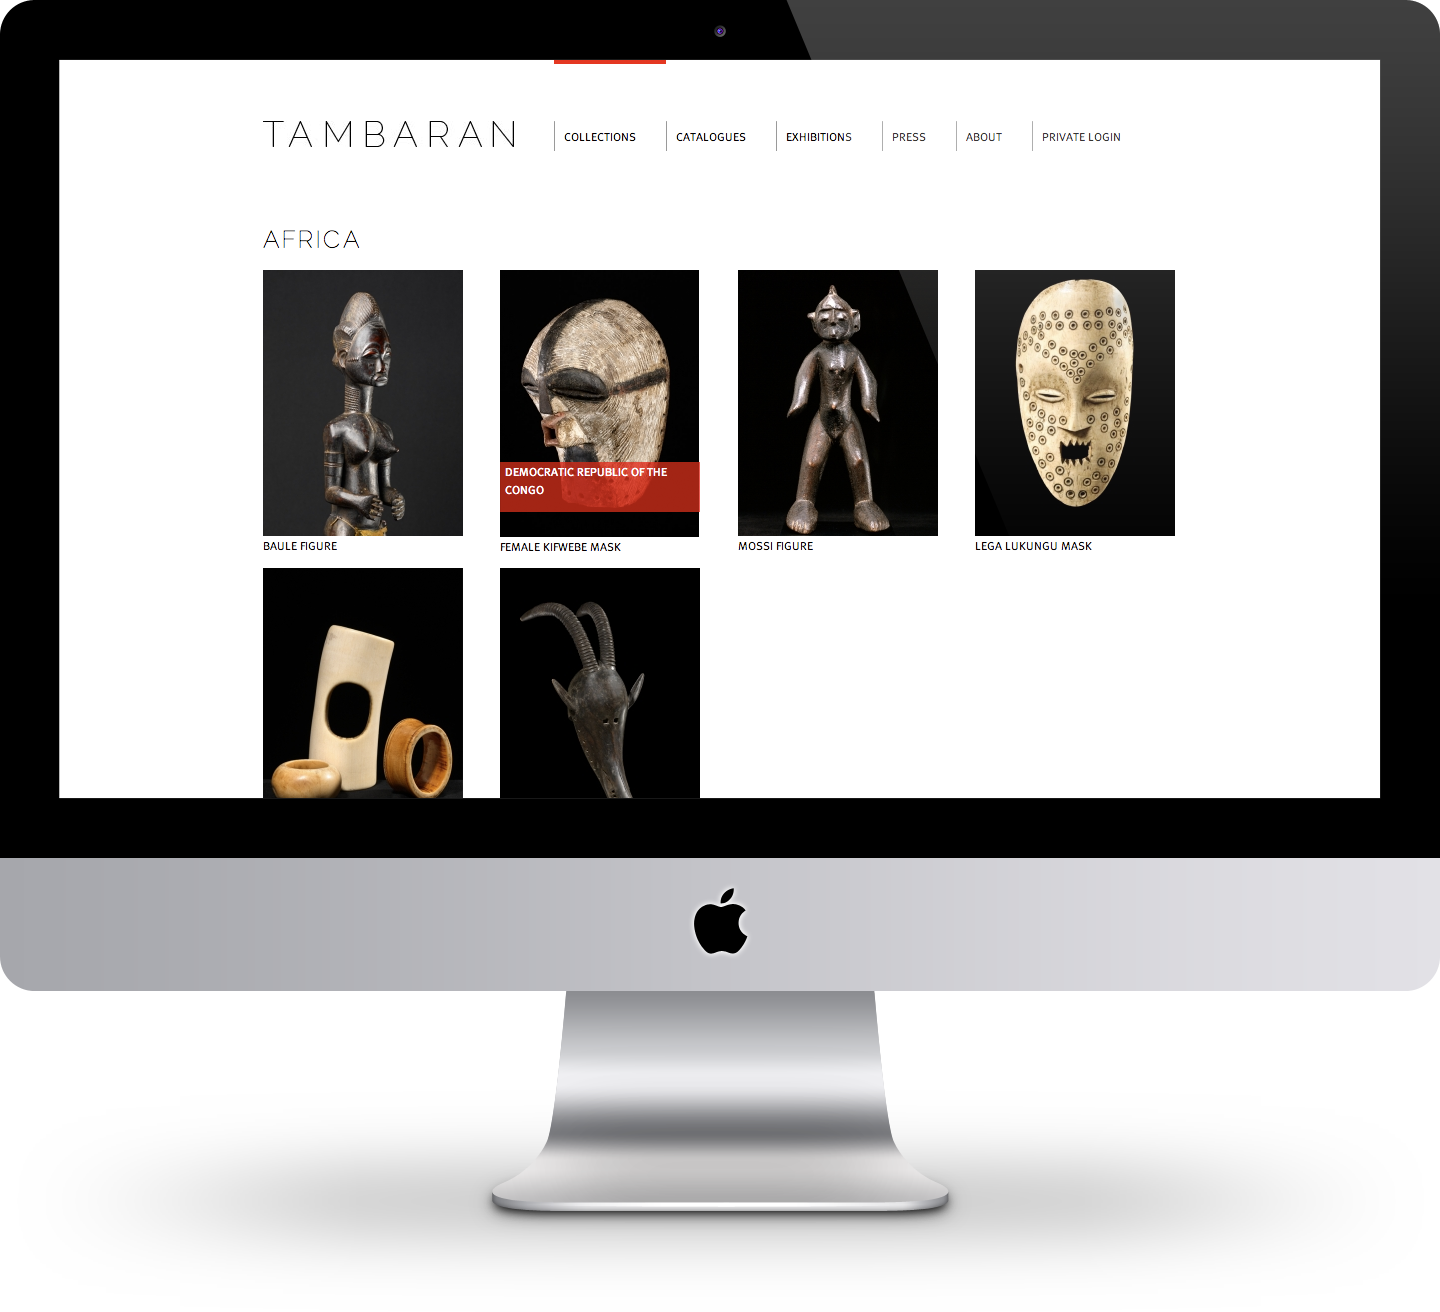 TAMBARAN
COLLECTIONS
CATALOGUES
EXHIBITIONS
PRESS
ABOUT
PRIVATE LOGIN
AFRICA
DEMOCRATIC REPUBLIC OF THE
CONGO
BAULE FIGURE
FEMALE KIFWEBE MASK
MOSSI FIGURE
LEGA LUKUNGU MASK